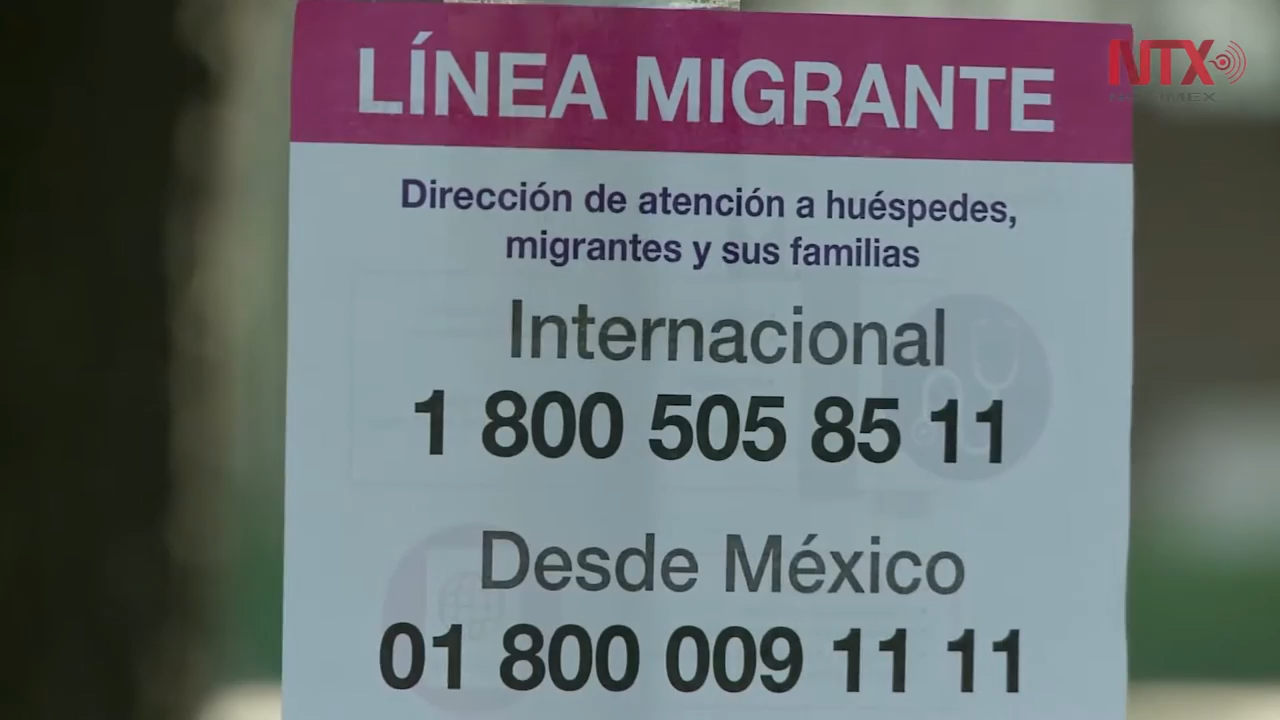 LÍNEA MIGRANTE
NTX
NOTIMEX
Dirección de atención a huéspedes,
migrantes y sus familias
Internacional
1 800 505 85 11
Desde México
01 800 009 11 11